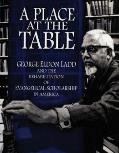 A PLACE AT
THE TABLE
GEORGE ELDON LADD
AND THE
REHABILITATION
OF
EVANGELICAL SCHOLARSHIP
IN AMERICA